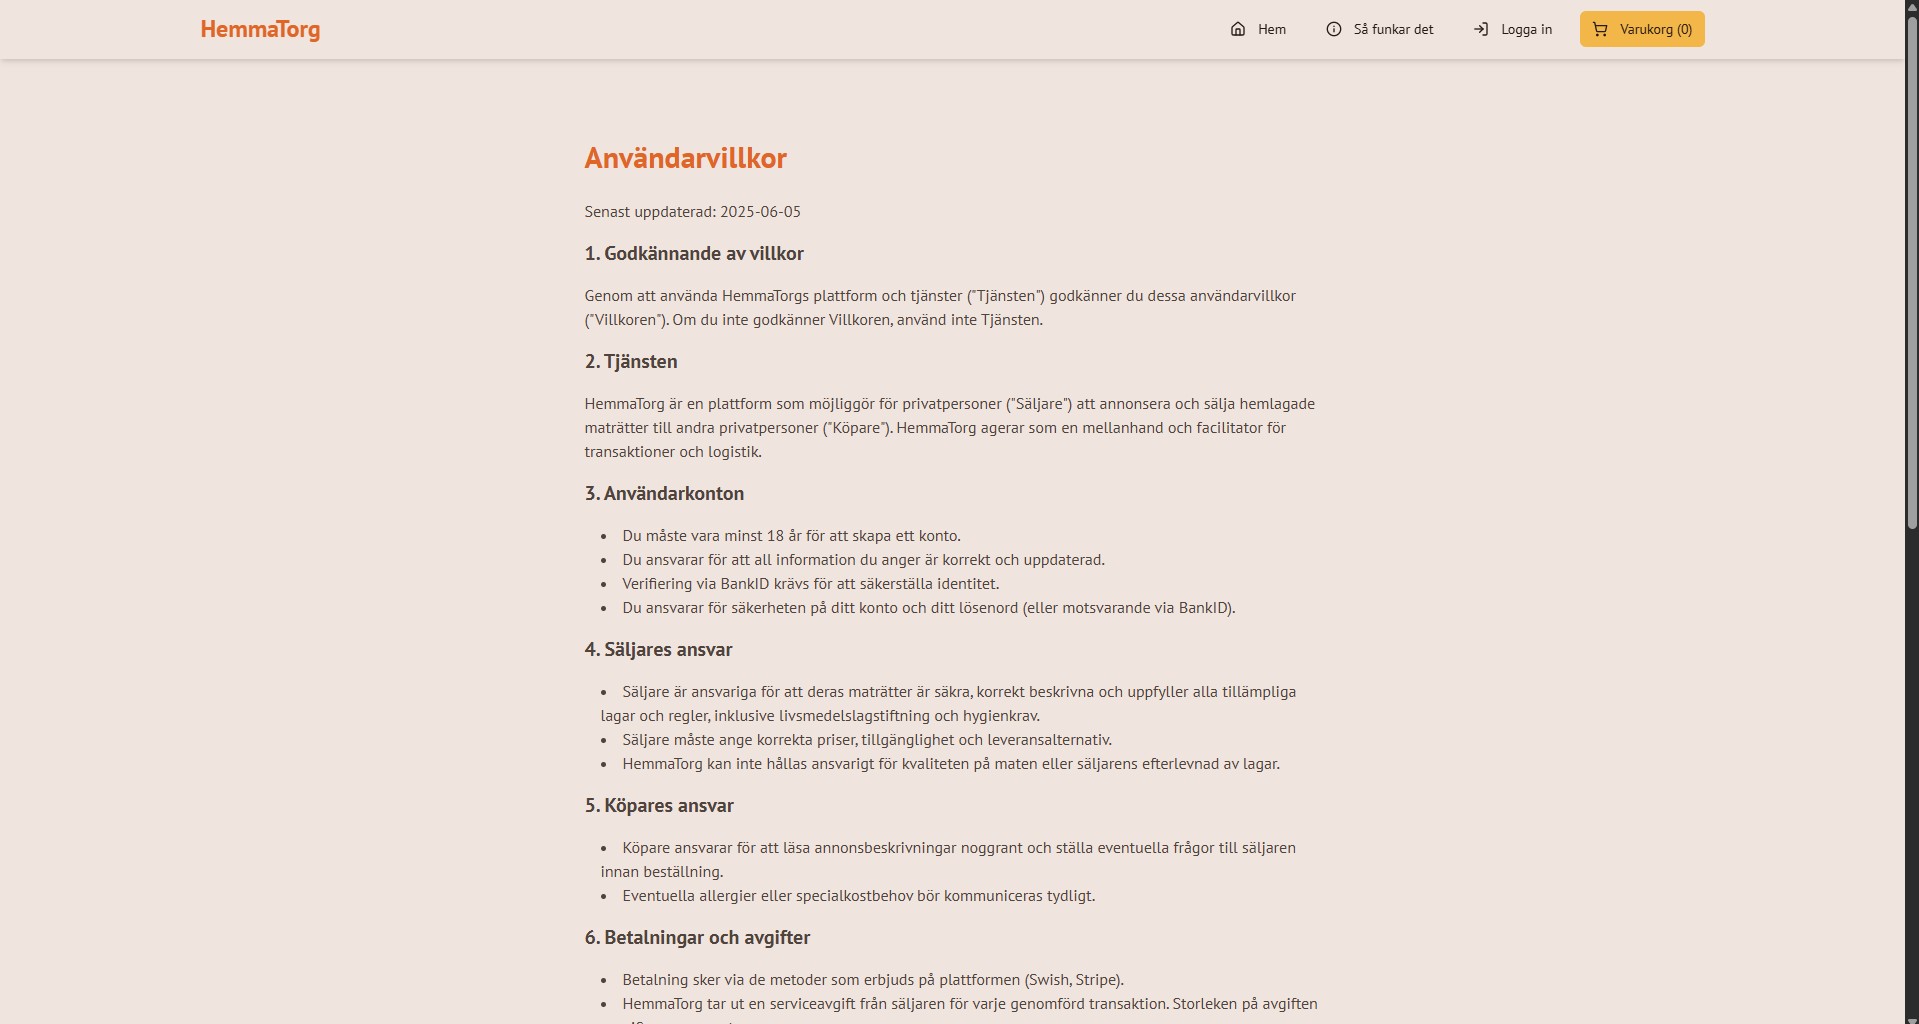 HemmaTorg
Hem
Så funkar det
Logga in
Varukorg (0)
Användarvillkor
Senast uppdaterad: 2025-06-05
1. Godkännande av villkor
Genom att använda HemmaTorgs plattform och tjänster ("Tjänsten") godkänner du dessa användarvillkor
("Villkoren"). Om du inte godkänner Villkoren, använd inte Tjänsten.
2. Tjänsten
HemmaTorg är en plattform som möjliggör för privatpersoner ("Säljare") att annonsera och sälja hemlagade
maträtter till andra privatpersoner ("Köpare"). HemmaTorg agerar som en mellanhand och facilitator för
transaktioner och logistik.
3. Användarkonton
• Du måste vara minst 18 år för att skapa ett konto.
• Du ansvarar för att all information du anger är korrekt och uppdaterad.
• Verifiering via BankID krävs för att säkerställa identitet.
• Du ansvarar för säkerheten på ditt konto och ditt lösenord (eller motsvarande via BankID).
4. Säljares ansvar
• Säljare är ansvariga för att deras maträtter är säkra, korrekt beskrivna och uppfyller alla tillämpliga
lagar och regler, inklusive livsmedelslagstiftning och hygienkrav.
• Säljare måste ange korrekta priser, tillgänglighet och leveransalternativ.
• HemmaTorg kan inte hållas ansvarigt för kvaliteten på maten eller säljarens efterlevnad av lagar.
5. Köpares ansvar
• Köpare ansvarar för att läsa annonsbeskrivningar noggrant och ställa eventuella frågor till säljaren
innan beställning.
• Eventuella allergier eller specialkostbehov bör kommuniceras tydligt.
6. Betalningar och avgifter
• Betalning sker via de metoder som erbjuds på plattformen (Swish, Stripe).
• HemmaTorg tar ut en serviceavgift från säljaren för varje genomförd transaktion. Storleken på avgiften